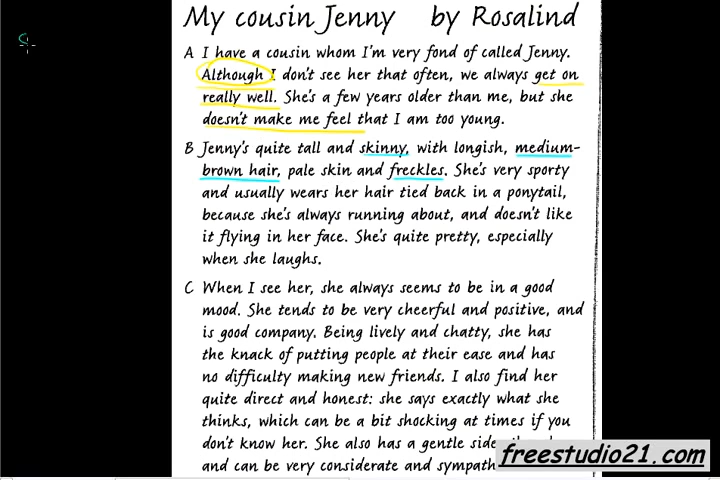 My cousin Jenny by Rosalind
A I have a cousin whom I'm very fond of called Jenny.
Although I don't see her that often, we always get on
really well. She's a few years older than me, but she
doesn't make me feel that I am too young.
B Jenny's quite tall and skinny, with longish, medium-
brown hair, pale skin and freckles. She's very sporty
and usually wears her hair tied back in a ponytail,
because she's always running about, and doesn't like
it flying in her face. She's quite pretty, especially
when she laughs.
C When I see her, she always seems to be in a good
mood. She tends to be very cheerful and positive, and
is good company. Being lively and chatty, she has
the knack of putting people at their ease and has
no difficulty making new friends. I also find her
quite direct and honest: she says exactly what she
thinks, which can be a bit shocking at times if you
don't know her. She also has a gentle side
and can be very considerate and
freestudio21.com